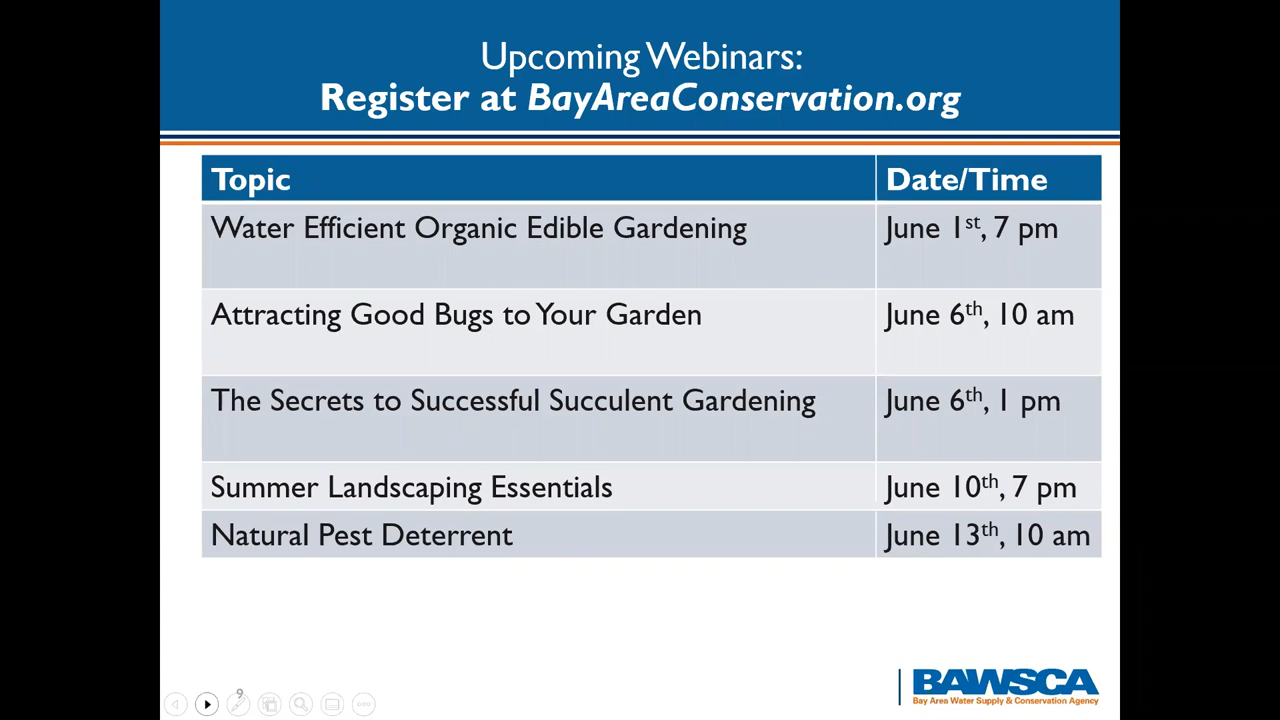 Upcoming Webinars:
Register at BayAreaConservation.org
Topic Date/Time
Water Efficient Organic Edible Gardening June 1st, 7 pm
Attracting Good Bugs to Your Garden June 6th, 10 am
The Secrets to Successful Succulent Gardening June 6th, 1 pm
Summer Landscaping Essentials June 10th, 7 pm
Natural Pest Deterrent June 13th, 10 am
9
BAWSCA
Bay Area Water Supply & Conservation Agency